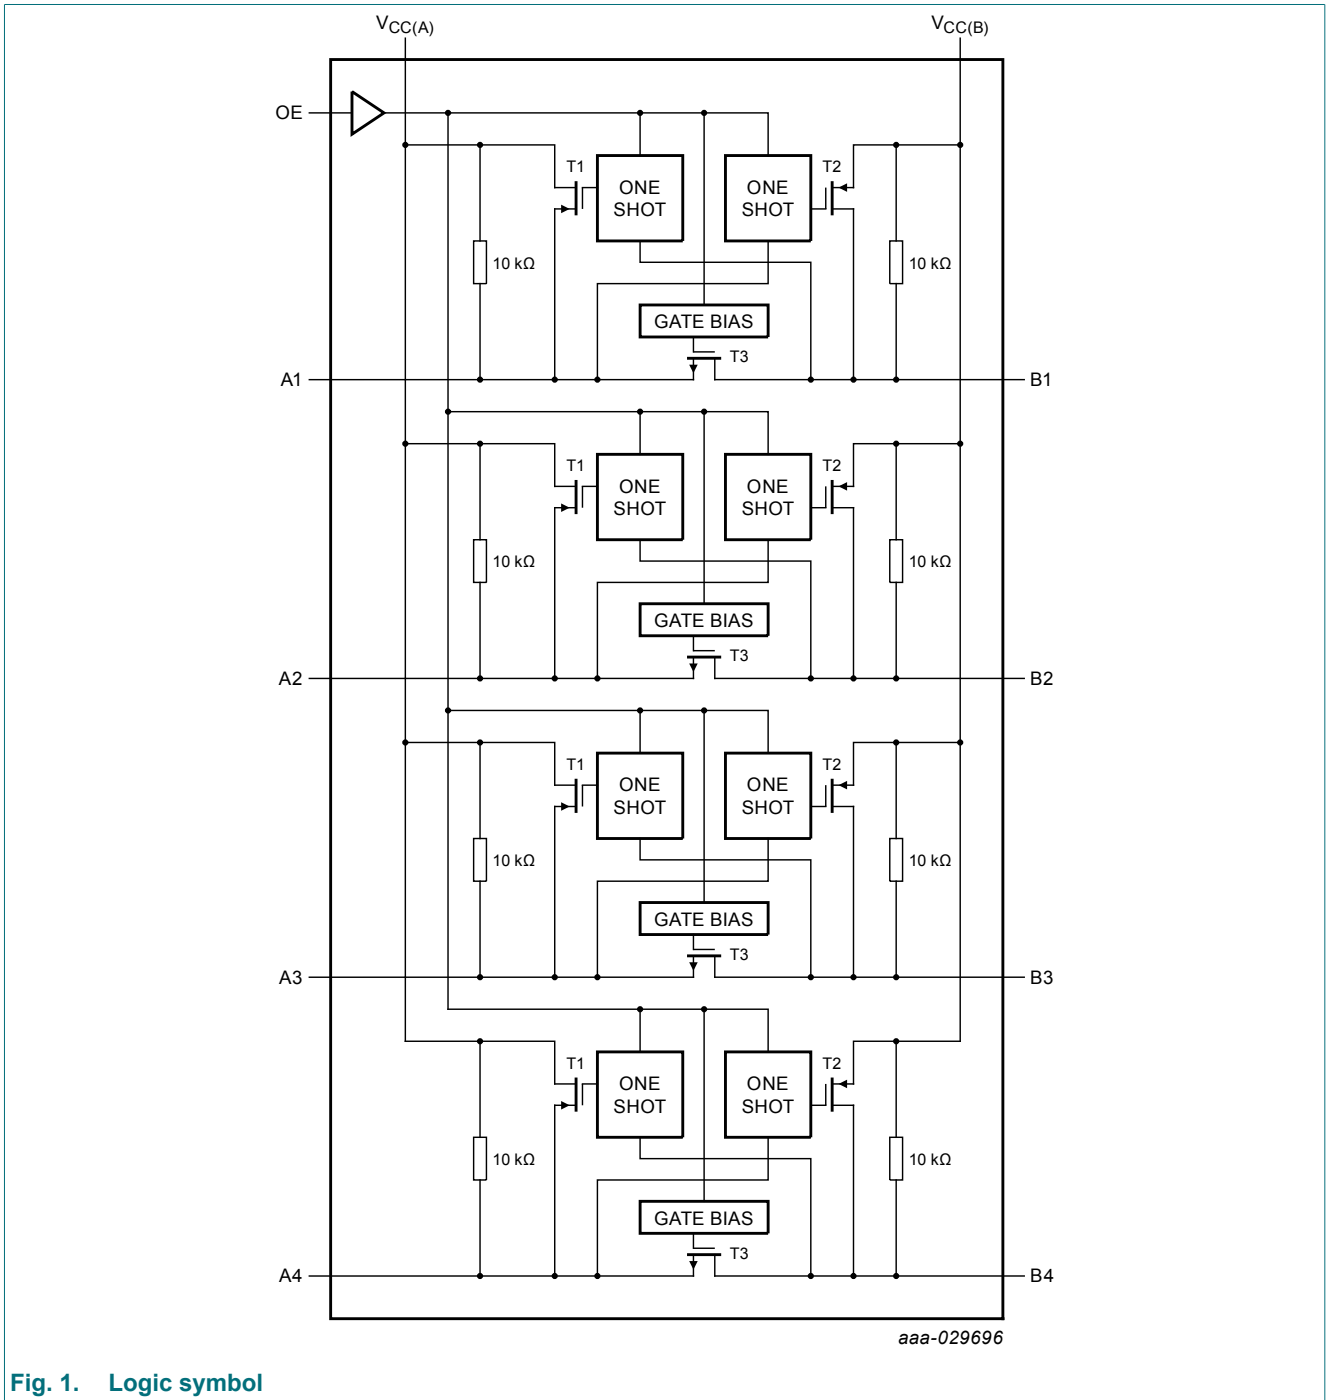 VCC(A)
VCC(B)
OE
T1
ONE
SHOT
ONE
SHOT
T2
10 kΩ
10 kΩ
GATE BIAS
T3
A1
B1
T1
ONE
SHOT
ONE
SHOT
T2
10 kΩ
10 kΩ
GATE BIAS
T3
A2
B2
T1
ONE
SHOT
ONE
SHOT
T2
10 kΩ
10 kΩ
GATE BIAS
T3
A3
B3
T1
ONE
SHOT
ONE
SHOT
T2
10 kΩ
10 kΩ
GATE BIAS
T3
A4
B4
aaa-029696
Fig. 1. Logic symbol